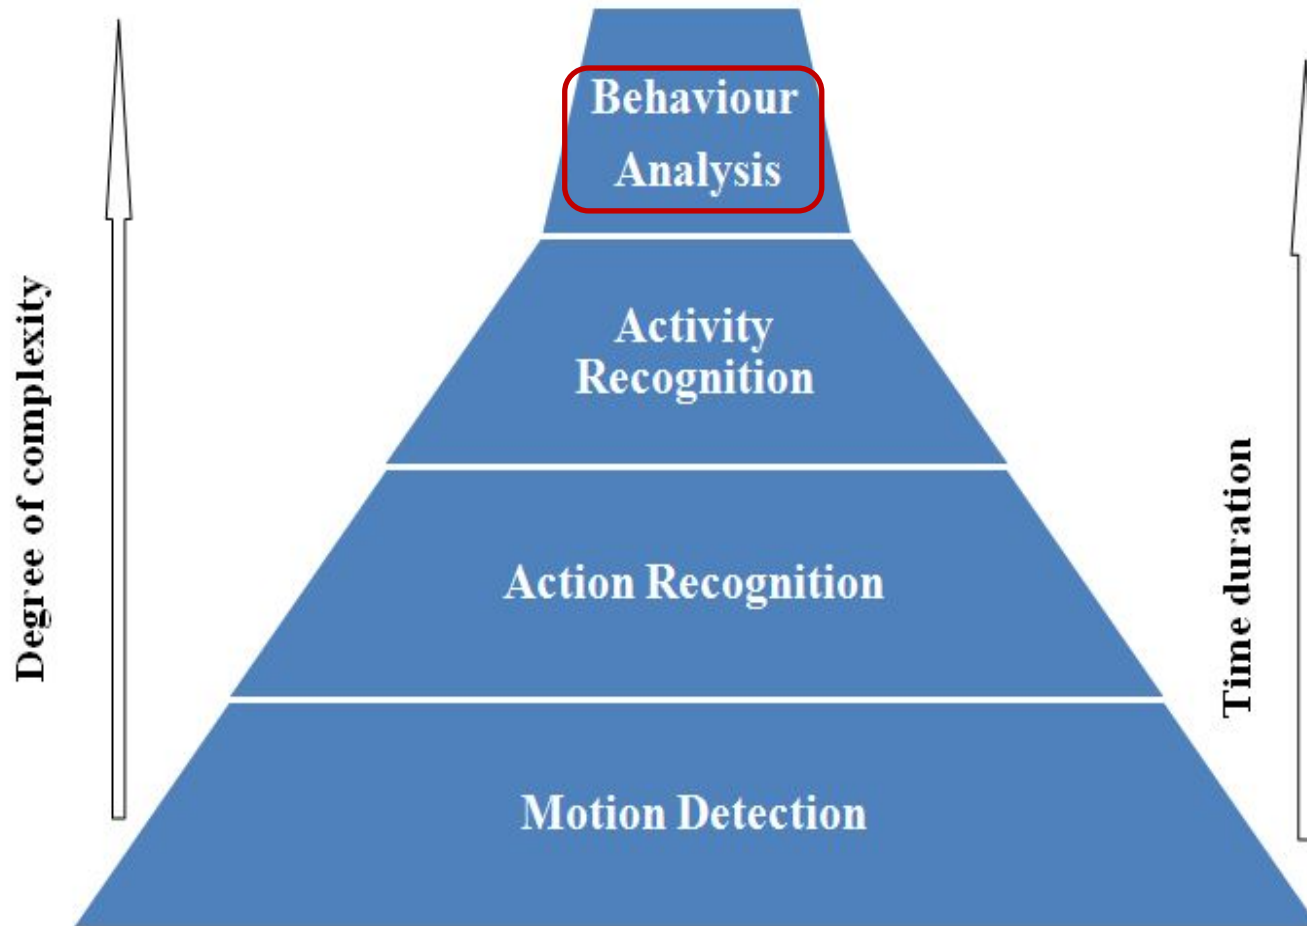 Behaviour
Analysis
Activity
Recognition
Action Recognition
Motion Detection
Degree of complexity
Time duration